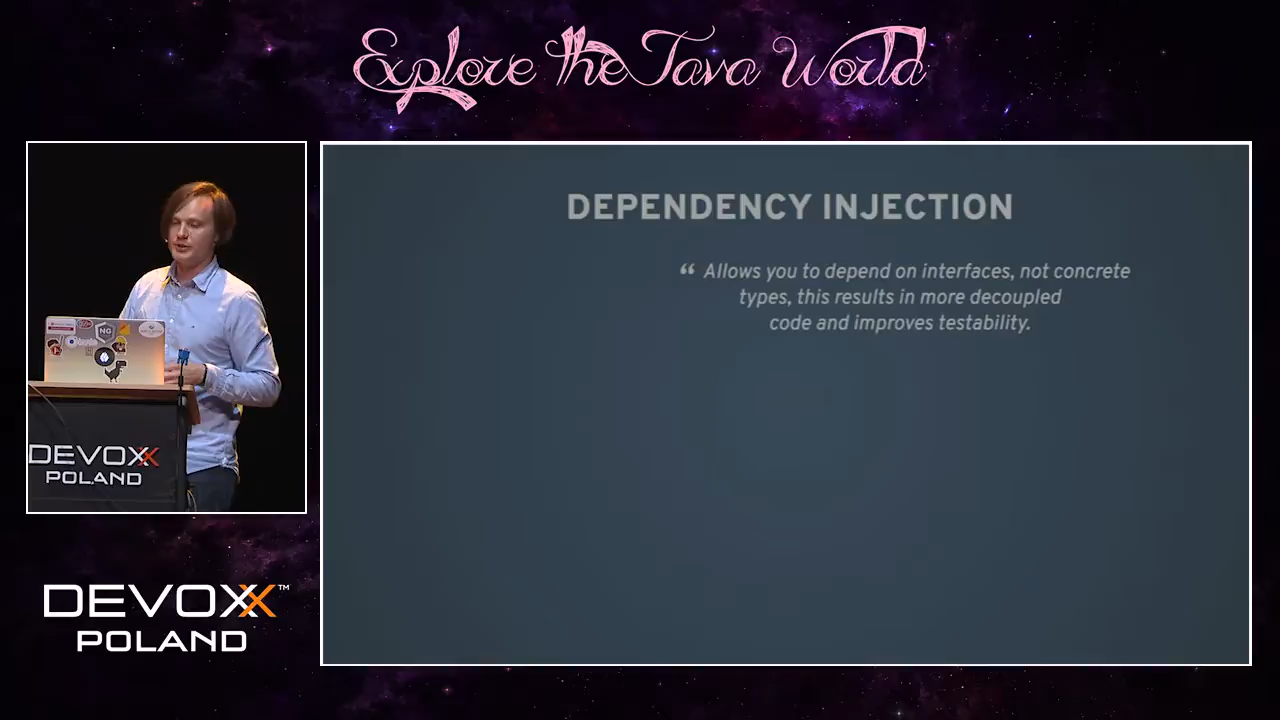 Explore the Java World
DEPENDENCY INJECTION
“ Allows you to depend on interfaces, not concrete
types, this results in more decoupled
code and improves testability.
NG
DEVOXX
POLAND
DEVOXX™
POLAND